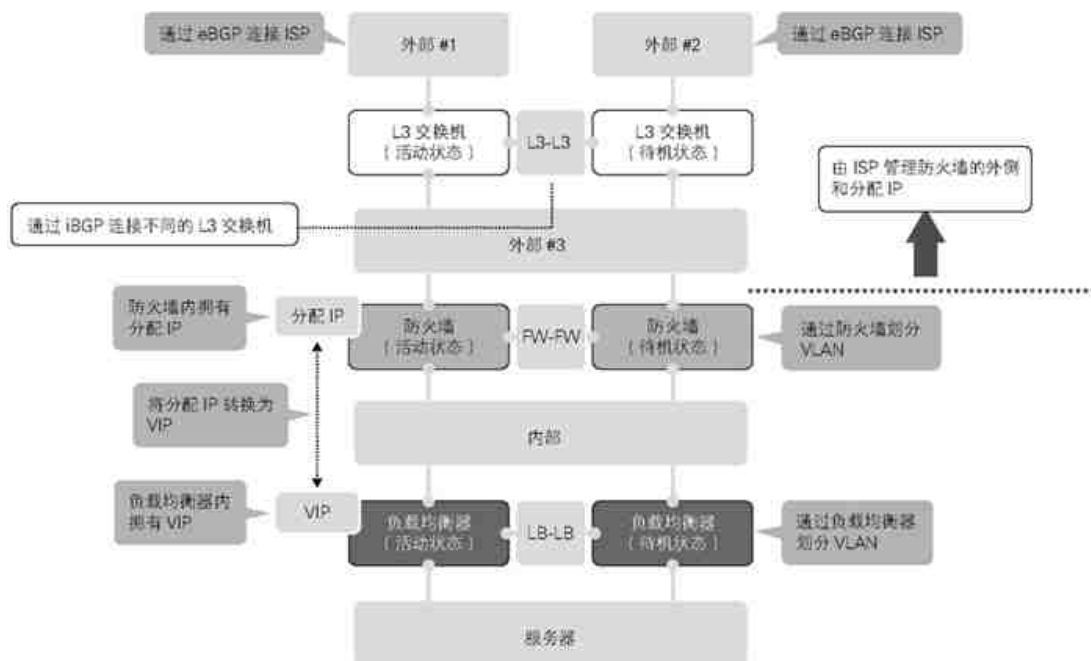 通过 eBGP 连接 ISP
外部 #1
外部 #2
通过 eBGP 连接 ISP
L3 交换机
（活动状态）
L3-L3
L3 交换机
（待机状态）
由 ISP 管理防火墙的外侧
和分配 IP
通过 iBGP 连接不同的 L3 交换机
外部 #3
防火墙内拥有
分配 IP
分配 IP
防火墙
（活动状态）
FW-FW
防火墙
（待机状态）
通过防火墙划分
VLAN
将分配 IP 转换为
VIP
内部
负载均衡器内
拥有 VIP
VIP
负载均衡器
（活动状态）
LB-LB
负载均衡器
（待机状态）
通过负载均衡器
划分 VLAN
服务器